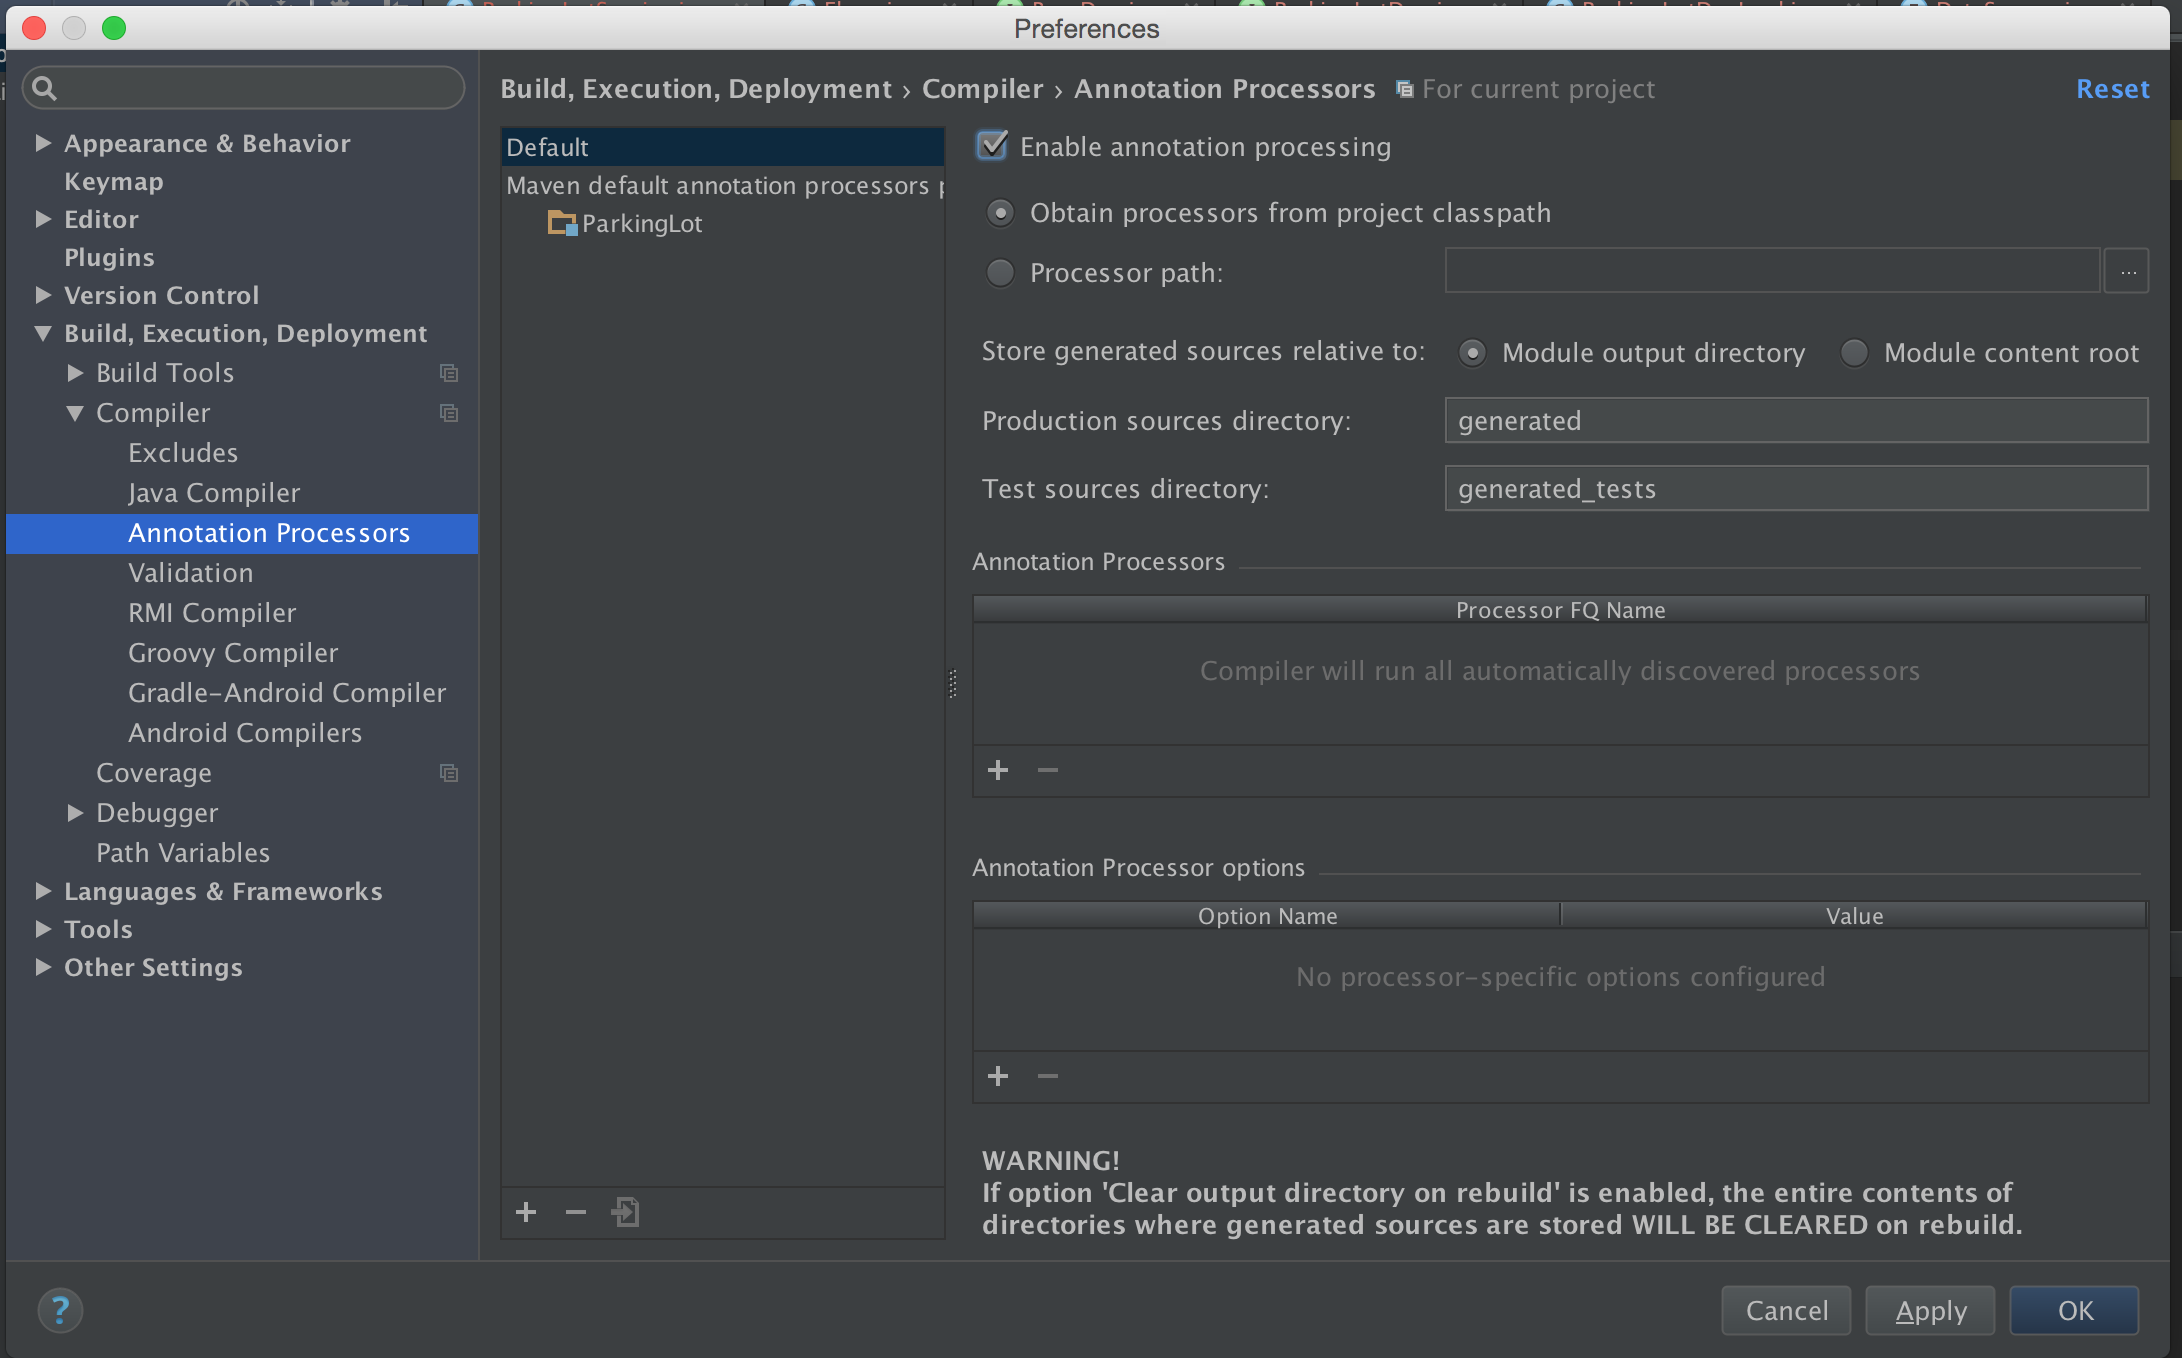 Preferences
Build, Execution, Deployment › Compiler › Annotation Processors For current project Reset
Appearance & Behavior
Keymap
Editor
Plugins
Version Control
Build, Execution, Deployment
Build Tools
Compiler
Excludes
Java Compiler
Annotation Processors
Validation
RMI Compiler
Groovy Compiler
Gradle-Android Compiler
Android Compilers
Coverage
Debugger
Path Variables
Languages & Frameworks
Tools
Other Settings
Default
Maven default annotation processors
ParkingLot
Enable annotation processing
Obtain processors from project classpath
Processor path: ...
Store generated sources relative to: Module output directory Module content root
Production sources directory: generated
Test sources directory: generated_tests
Annotation Processors
Processor FQ Name
Compiler will run all automatically discovered processors
Annotation Processor options
Option Name Value
No processor-specific options configured
WARNING!
If option 'Clear output directory on rebuild' is enabled, the entire contents of
directories where generated sources are stored WILL BE CLEARED on rebuild.
? Cancel Apply OK